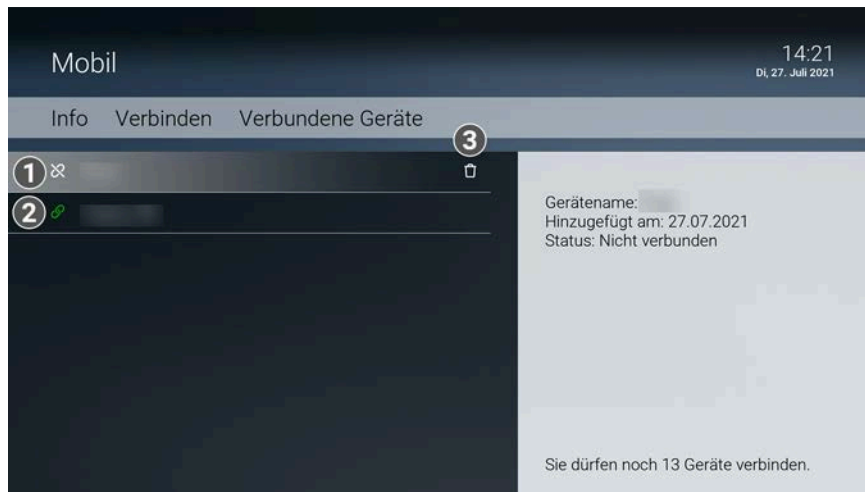 Mobil
14:21
Di, 27. Juli 2021
Info Verbinden Verbundene Geräte
3
1
2
Gerätename:
Hinzugefügt am: 27.07.2021
Status: Nicht verbunden
Sie dürfen noch 13 Geräte verbinden.